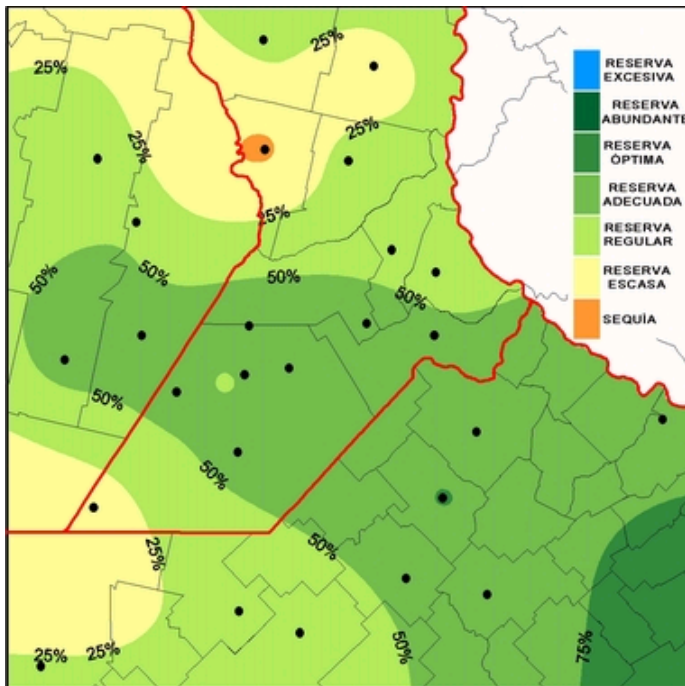 25%
25%
25%
25%
25%
50%
50%
50%
50%
50%
50%
50%
25%
25%
25%
50%
75%
RESERVA
EXCESIVA
RESERVA
ABUNDANTE
RESERVA
ÓPTIMA
RESERVA
ADECUADA
RESERVA
REGULAR
RESERVA
ESCASA
SEQUÍA